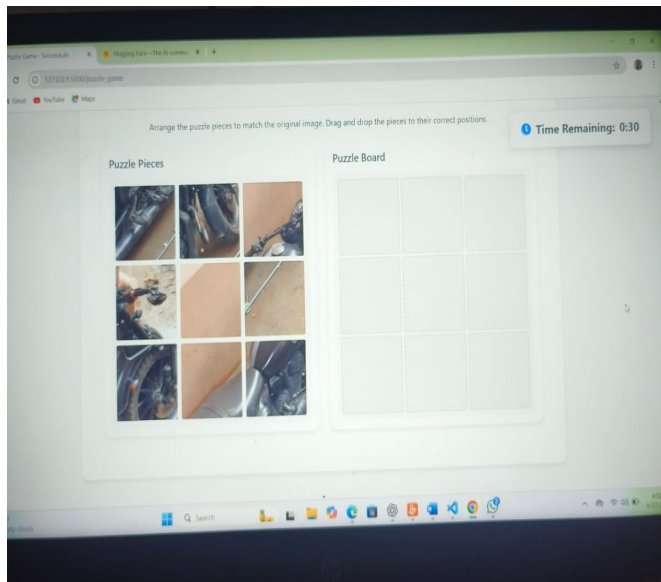 Puzzle Game - SecureAuth
Hugging Face – The AI commu
127.0.0.1:5000/puzzle_game
Gmail YouTube Maps
Arrange the puzzle pieces to match the original image. Drag and drop the pieces to their correct positions.
Time Remaining: 0:30
Puzzle Pieces
Puzzle Board
Search